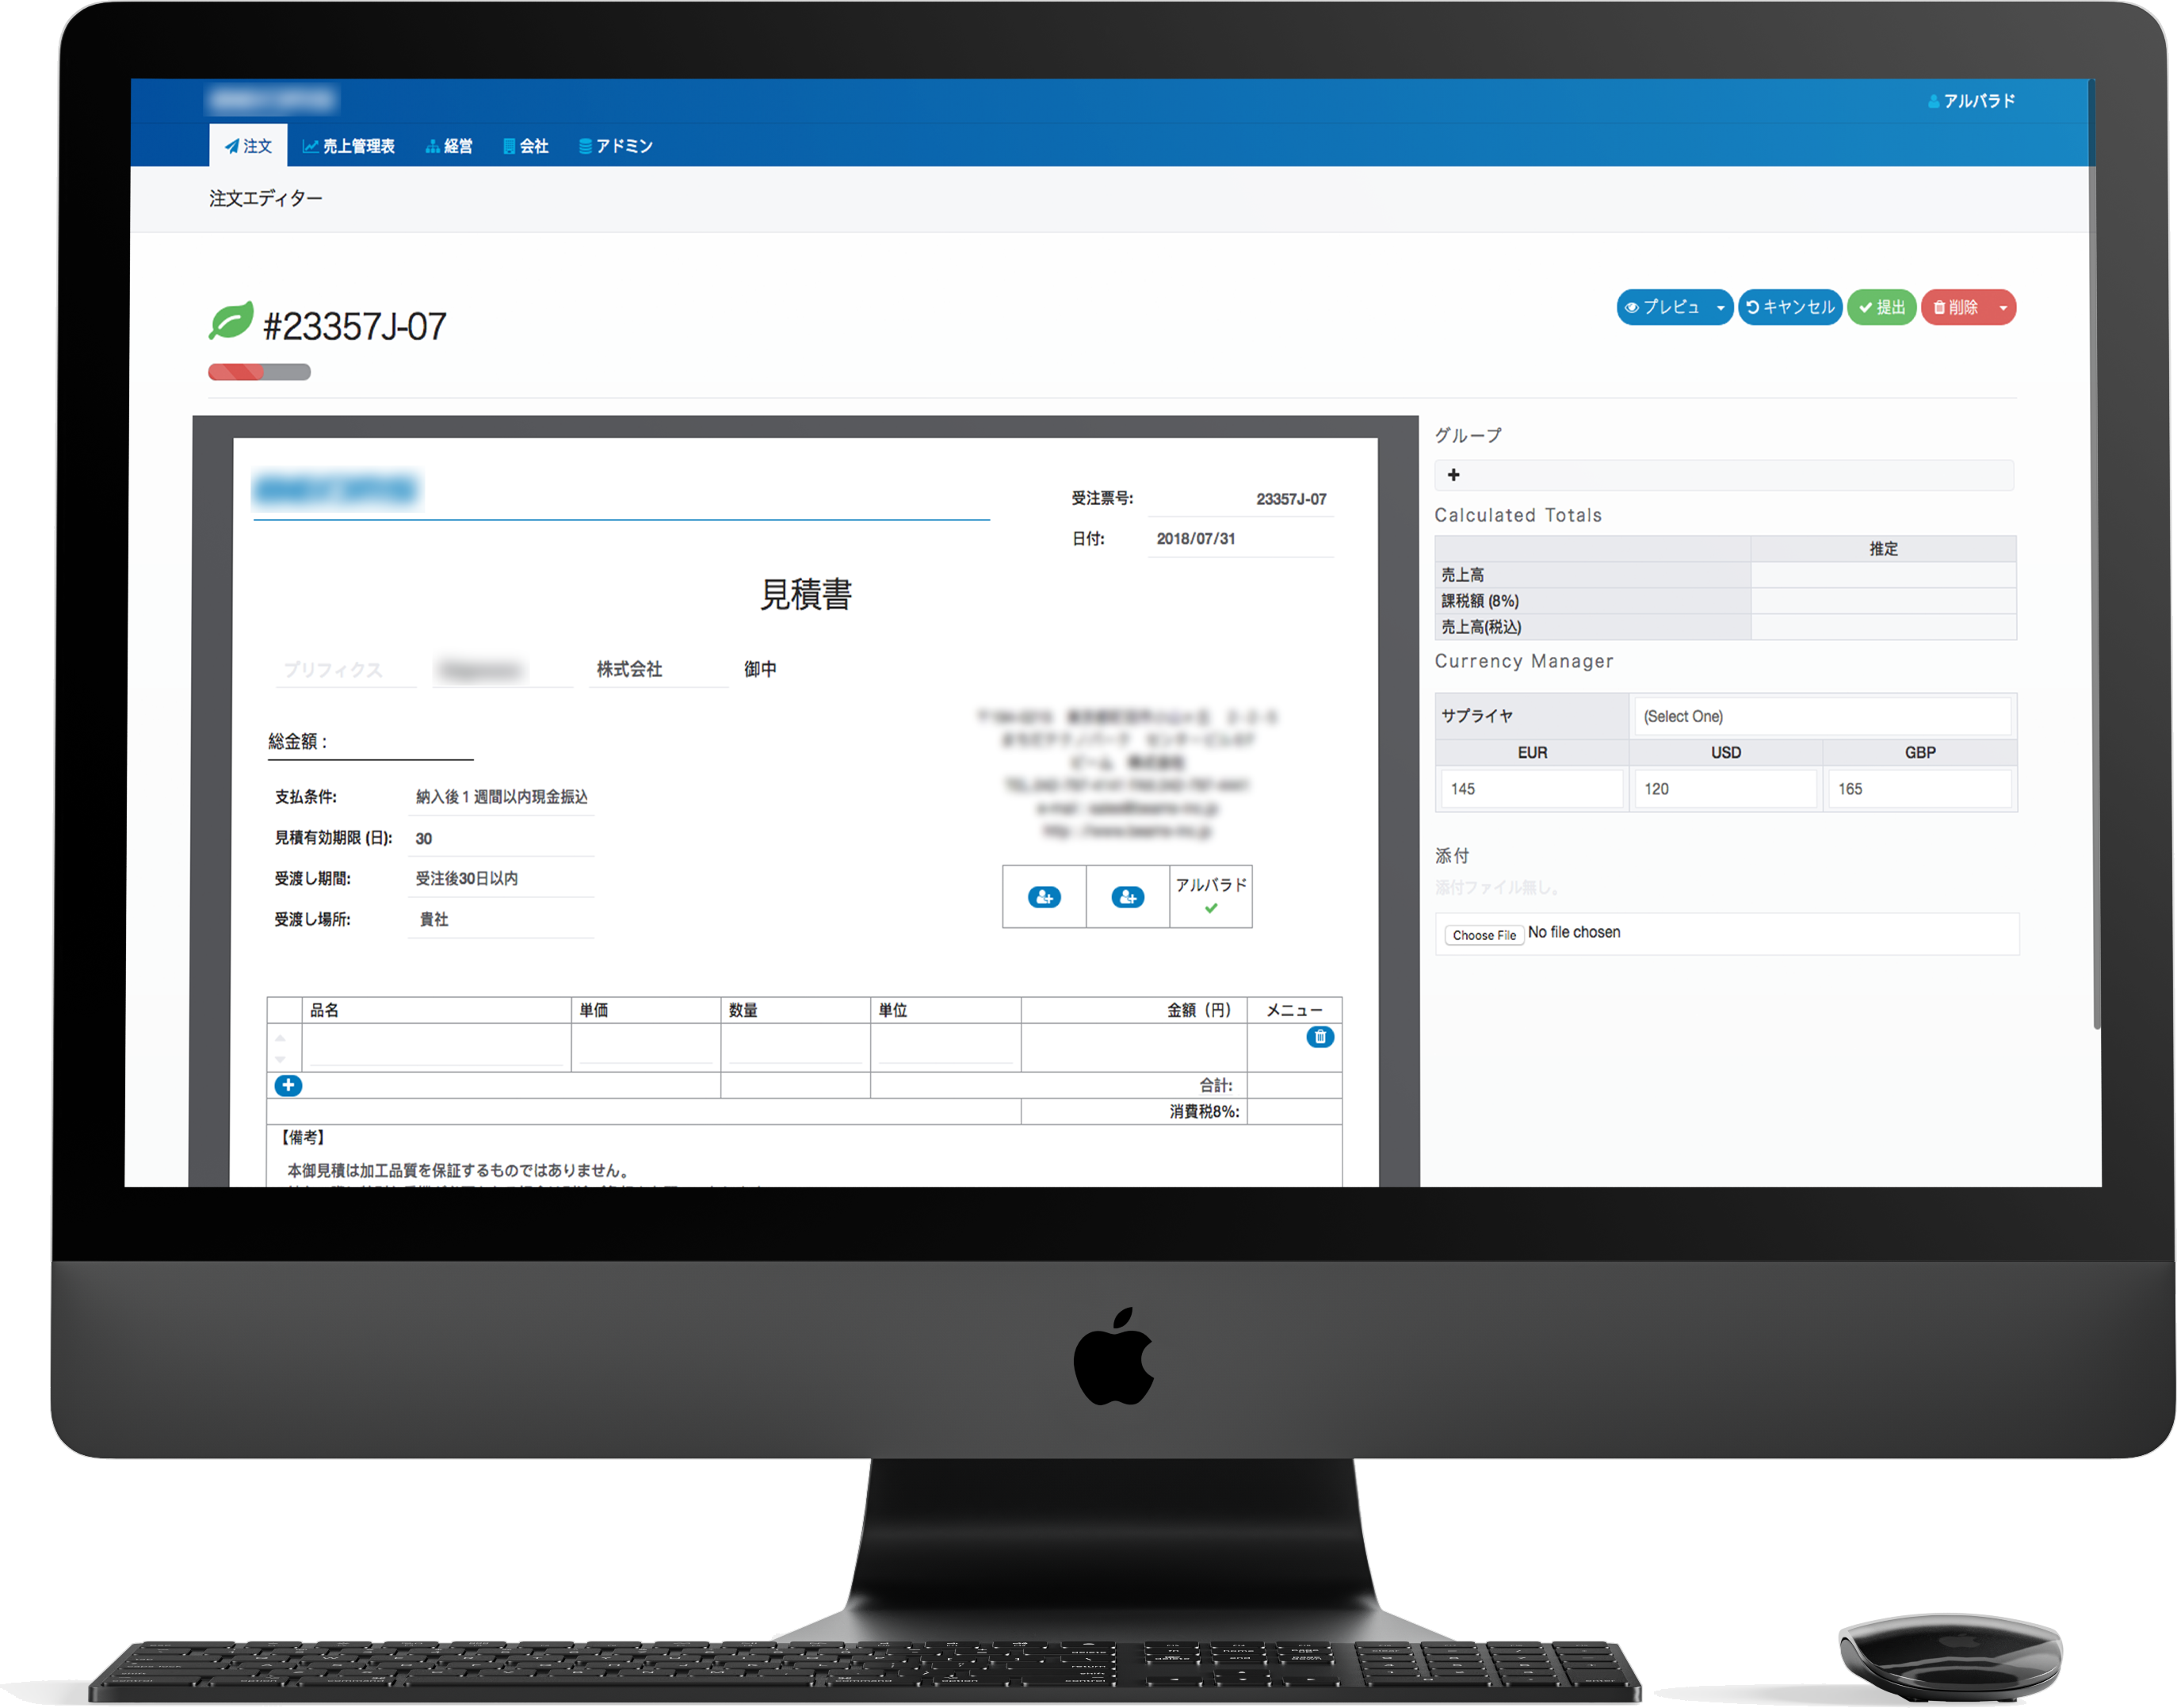 アルバラド
注文 売上管理表 経営 会社 アドミン
注文エディター
#23357J-07
プレビュ キャンセル 提出 削除
受注票号: 23357J-07
日付: 2018/07/31
見積書
プリフィクス 株式会社 御中
総金額 :
支払条件: 納入後1週間以内現金振込
見積有効期限 (日): 30
受渡し期間: 受注後30日以内
受渡し場所: 貴社
アルバラド
品名 単価 数量 単位 金額 (円) メニュー
合計:
消費税8%:
【備考】
本御見積は加工品質を保証するものではありません。
グループ
Calculated Totals
推定
売上高
課税額 (8%)
売上高(税込)
Currency Manager
サプライヤ (Select One)
EUR USD GBP
145 120 165
添付
添付ファイル無し。
Choose File No file chosen